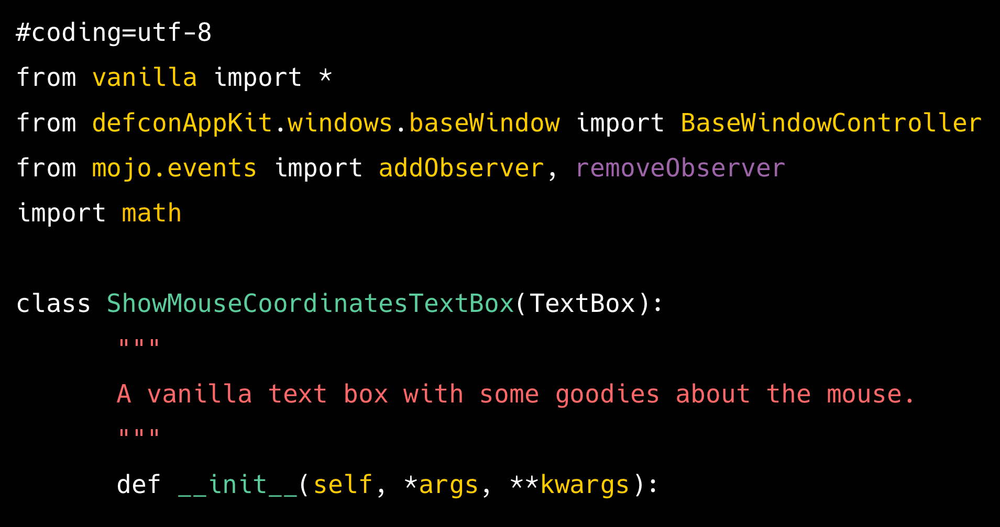 #coding=utf-8
from vanilla import *
from defconAppKit.windows.baseWindow import BaseWindowController
from mojo.events import addObserver, removeObserver
import math
class ShowMouseCoordinatesTextBox(TextBox):
"""
A vanilla text box with some goodies about the mouse.
"""
def __init__(self, *args, **kwargs):